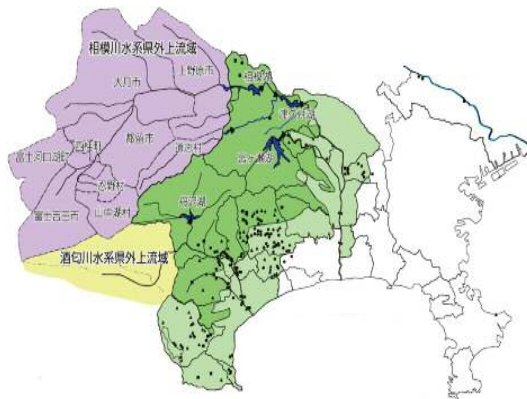 相模川水系県外上流域
上野原市
大月市
相模湖
津久井湖
都留市
西桂町
道志村
宮ヶ瀬湖
富士河口湖町
忍野村
丹沢湖
富士吉田市
山中湖村
酒匂川水系県外上流域